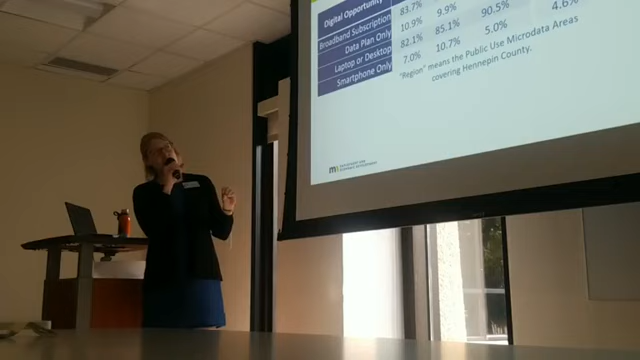 Digital Opportunity
Broadband Subscription 83.7%
Data Plan Only 10.9% 9.9% 90.5% 4.6%
Laptop or Desktop 82.1% 85.1% 5.0%
Smartphone Only 7.0% 10.7%
"Region" means the Public Use Microdata Areas
covering Hennepin County.